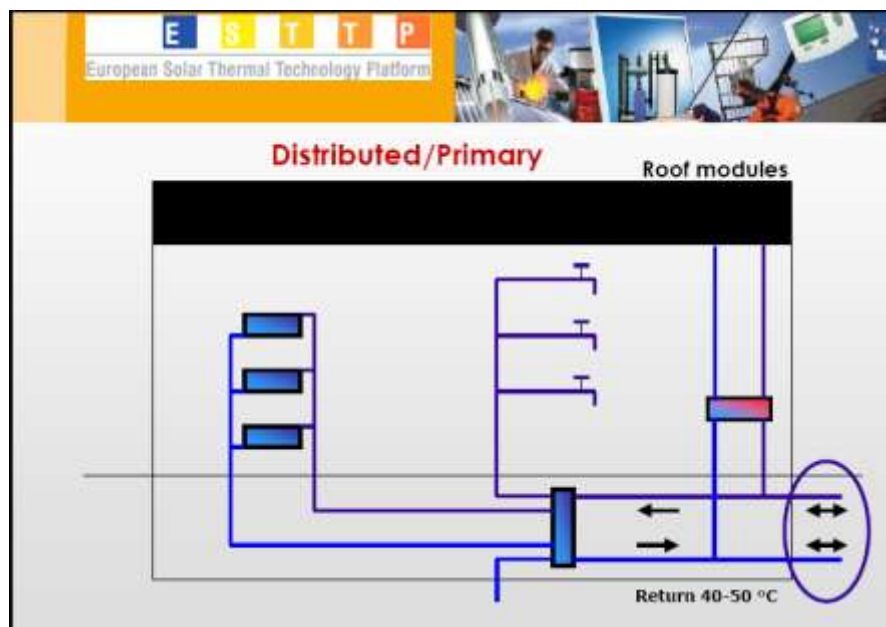 E S T T P
European Solar Thermal Technology Platform
Distributed/Primary
Roof modules
Return 40-50 °C